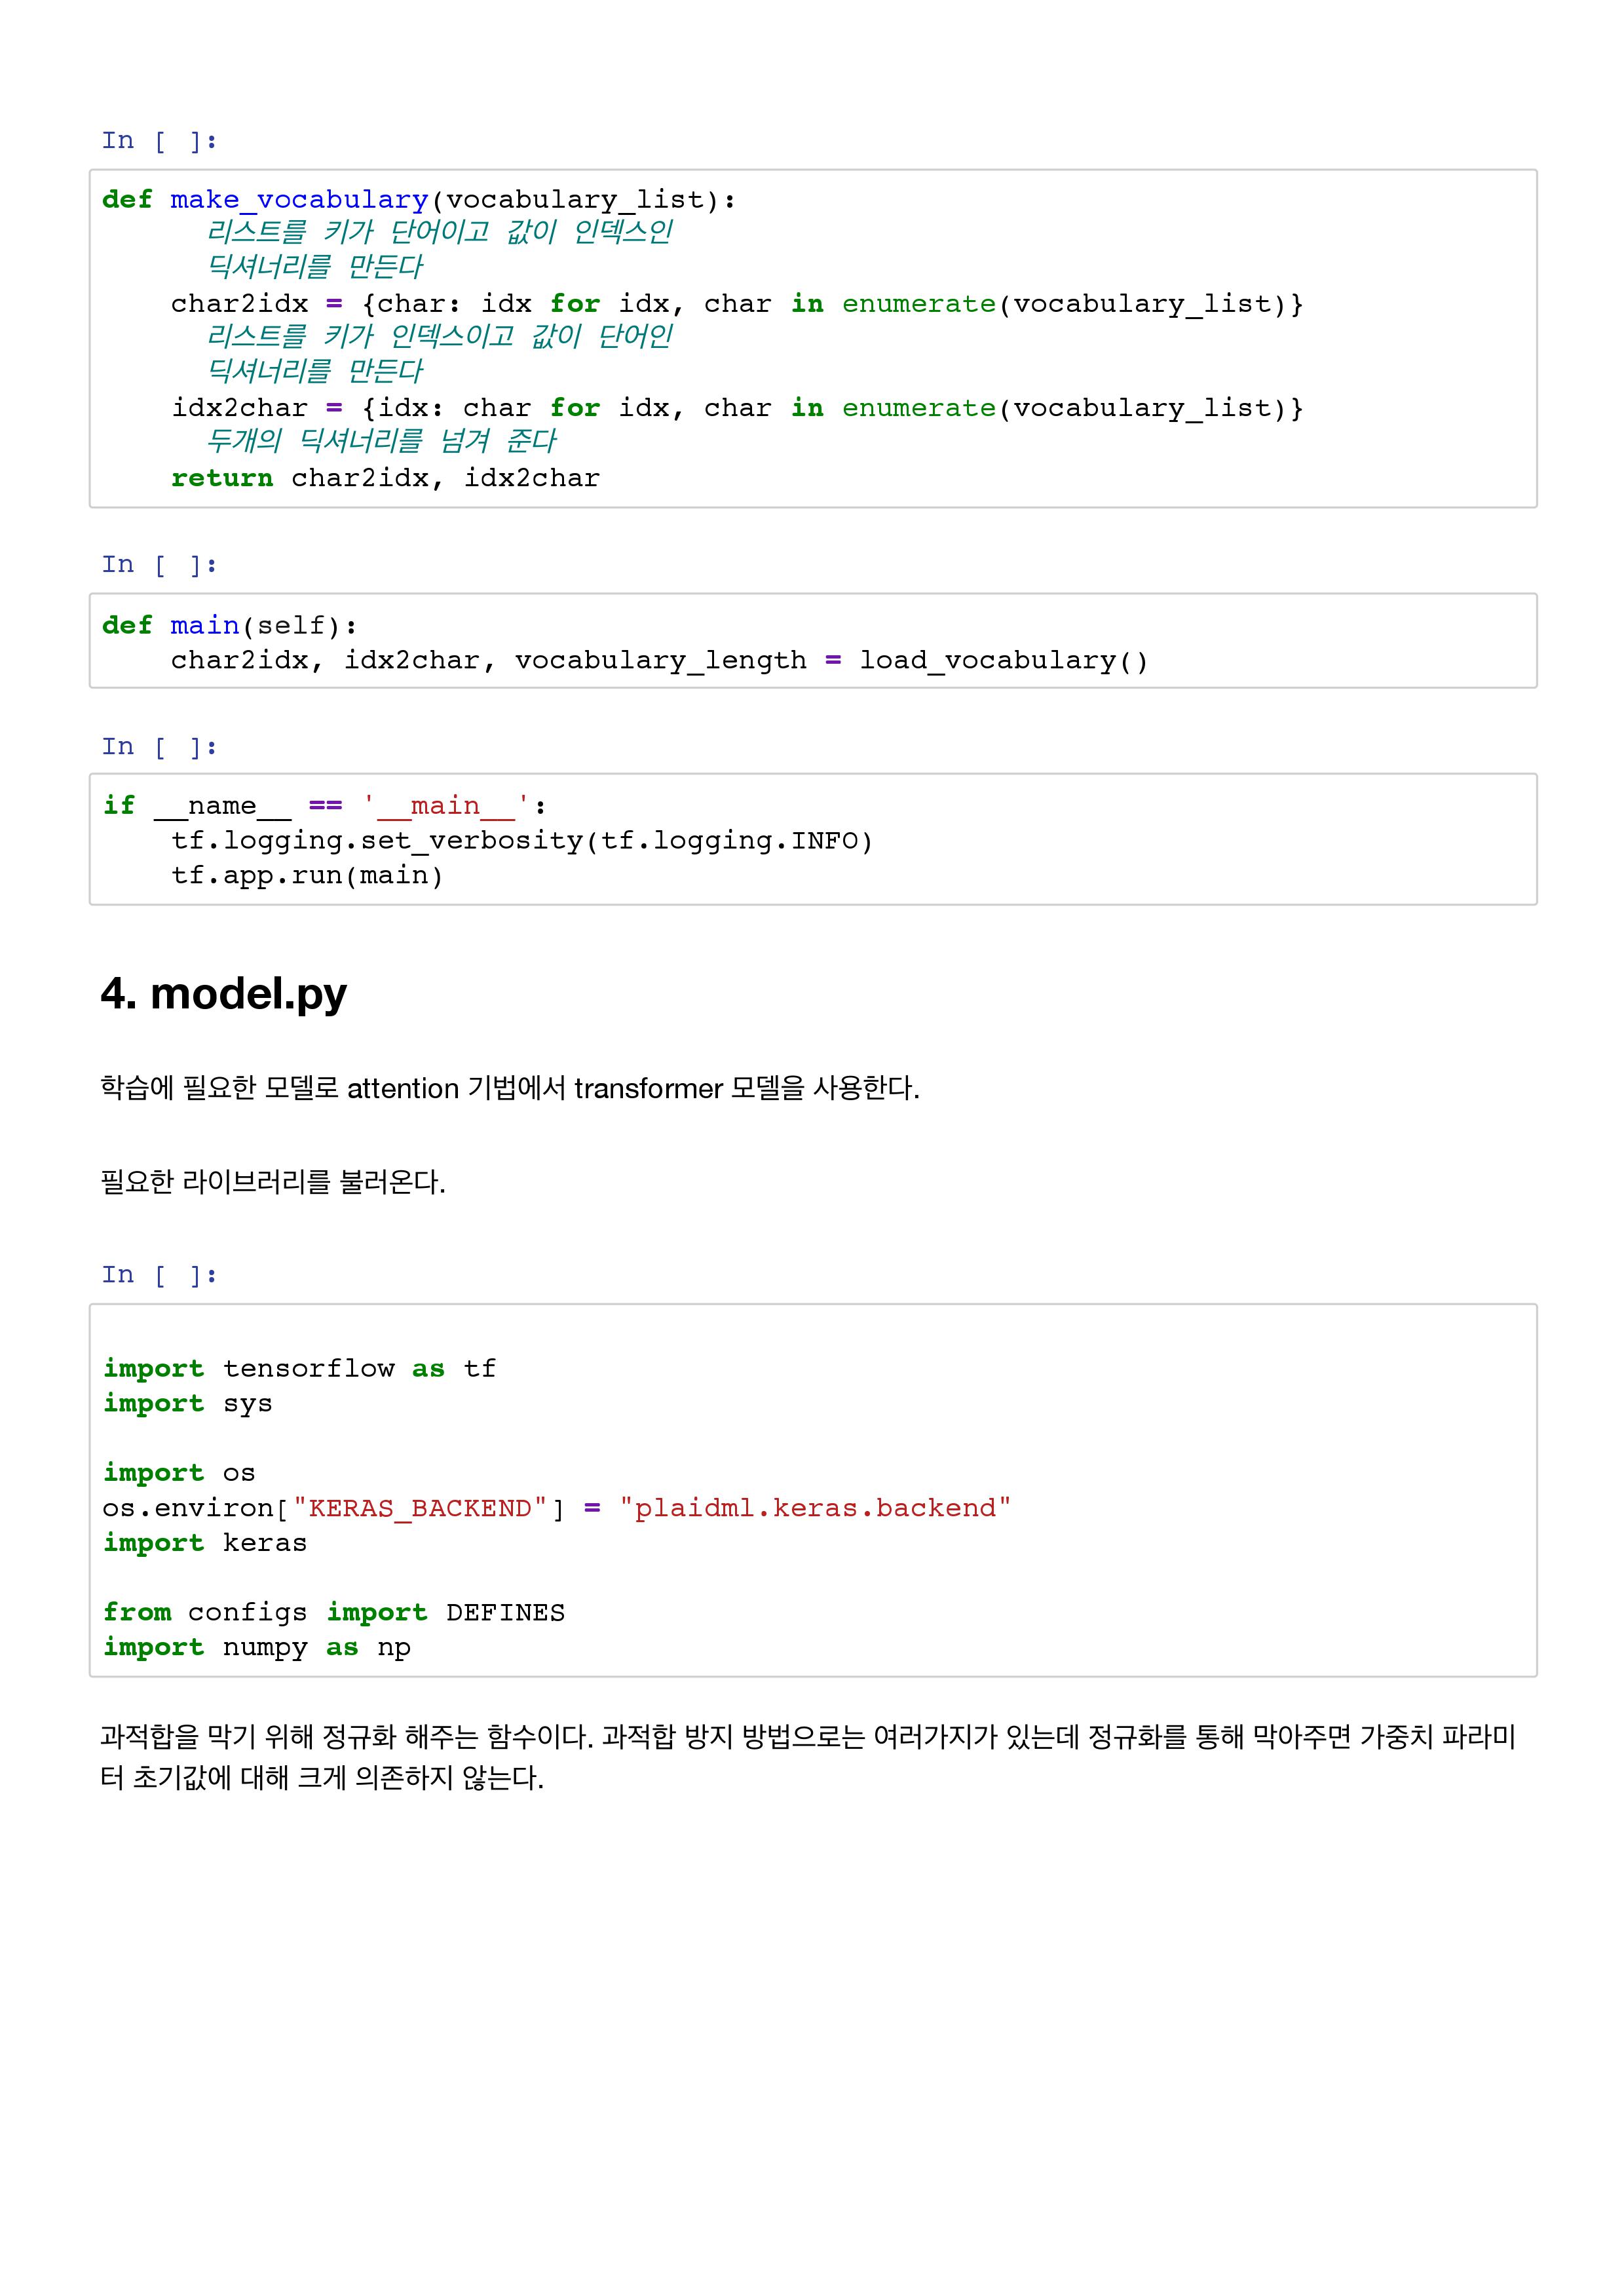 In [ ]:
def make_vocabulary(vocabulary_list):
리스트를 키가 단어이고 값이 인덱스인
딕셔너리를 만든다
char2idx = {char: idx for idx, char in enumerate(vocabulary_list)}
리스트를 키가 인덱스이고 값이 단어인
딕셔너리를 만든다
idx2char = {idx: char for idx, char in enumerate(vocabulary_list)}
두개의 딕셔너리를 넘겨 준다
return char2idx, idx2char
In [ ]:
def main(self):
char2idx, idx2char, vocabulary_length = load_vocabulary()
In [ ]:
if __name__ == '__main__':
tf.logging.set_verbosity(tf.logging.INFO)
tf.app.run(main)
4. model.py
학습에 필요한 모델로 attention 기법에서 transformer 모델을 사용한다.
필요한 라이브러리를 불러온다.
In [ ]:
import tensorflow as tf
import sys
import os
os.environ["KERAS_BACKEND"] = "plaidml.keras.backend"
import keras
from configs import DEFINES
import numpy as np
과적합을 막기 위해 정규화 해주는 함수이다. 과적합 방지 방법으로는 여러가지가 있는데 정규화를 통해 막아주면 가중치 파라미
터 초기값에 대해 크게 의존하지 않는다.